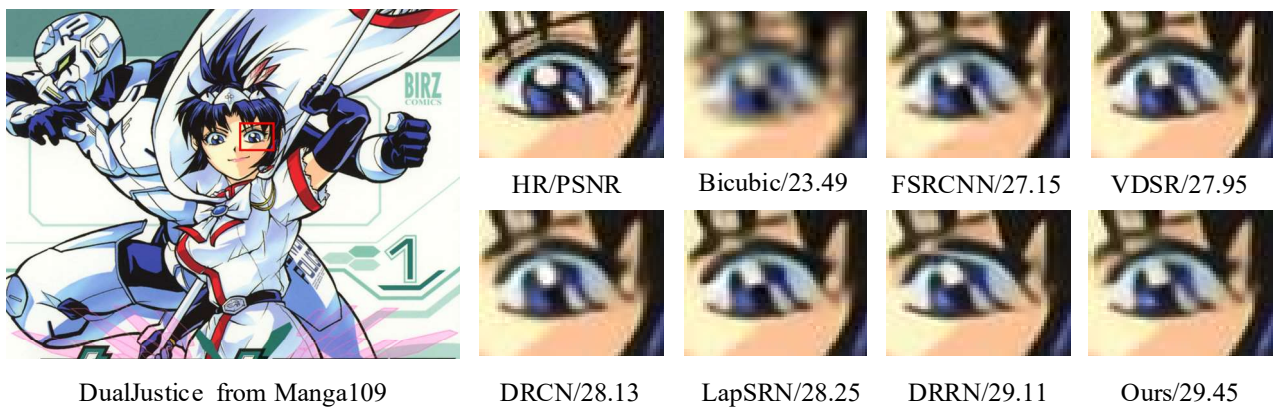 BIRZ
COMICS
1
HR/PSNR
Bicubic/23.49
FSRCNN/27.15
VDSR/27.95
DRCN/28.13
LapSRN/28.25
DRRN/29.11
Ours/29.45
DualJustice from Manga109